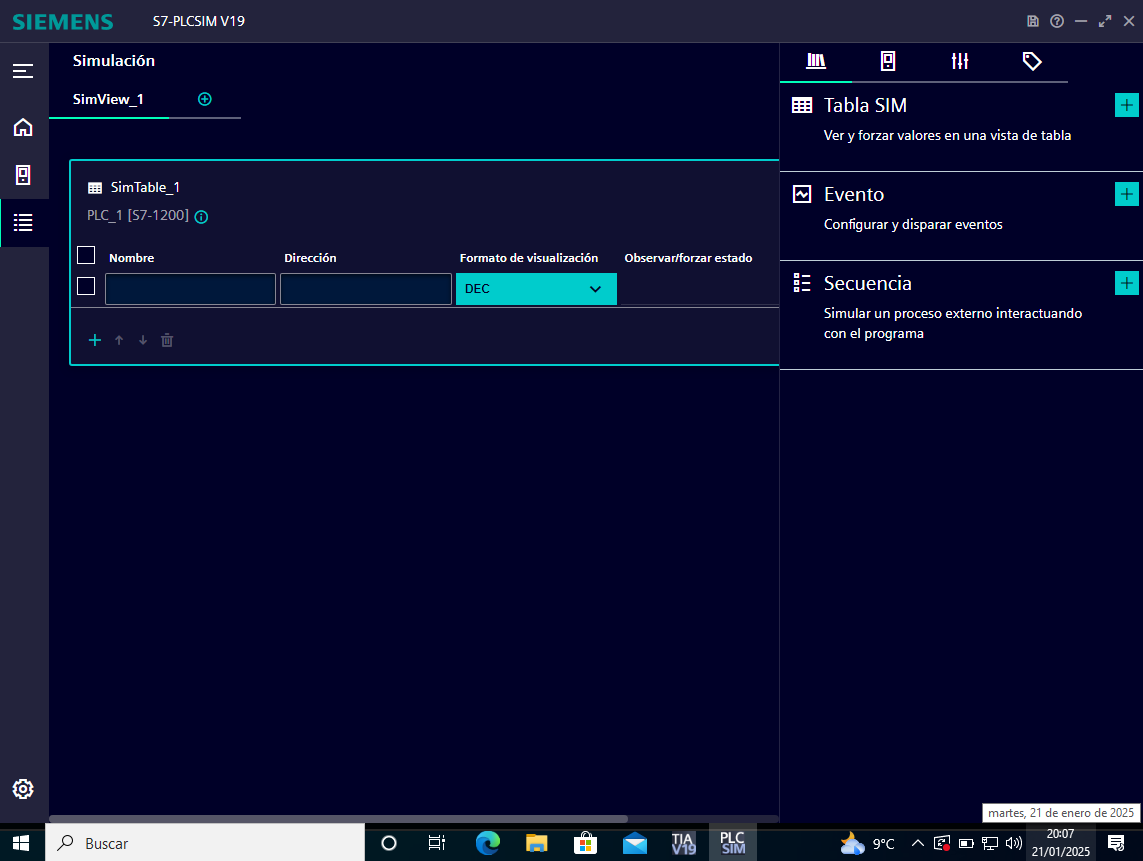 SIEMENS
S7-PLCSIM V19
Simulación
SimView_1
SimTable_1
PLC_1 [S7-1200]
Nombre
Dirección
Formato de visualización
Observar/forzar estado
DEC
Tabla SIM
Ver y forzar valores en una vista de tabla
Evento
Configurar y disparar eventos
Secuencia
Simular un proceso externo interactuando
con el programa
martes, 21 de enero de 2025
Buscar
TIA
V19
PLC
SIM
9°C
20:07
21/01/2025